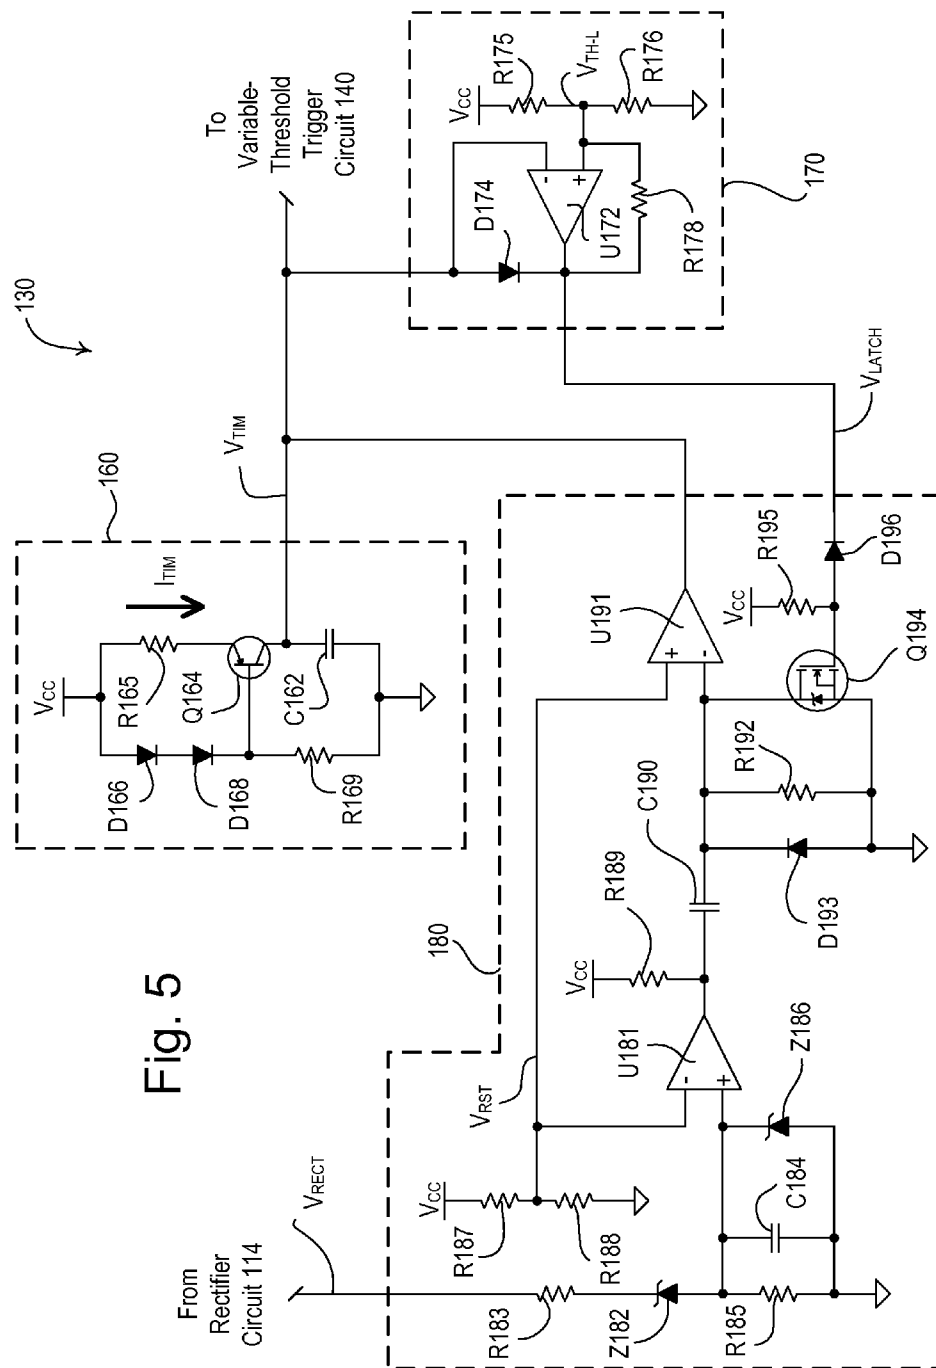 Fig. 5
130
160
VCC
ITIM
R165
D166
Q164
D168
C162
R169
VTIM
To
Variable-
Threshold
Trigger
Circuit 140
170
VCC
R175
VTH-L
R176
D174
-
+
U172
R178
VLATCH
180
From
Rectifier
Circuit 114
VRECT
R183
Z182
R185
C184
Z186
VCC
R187
R188
VRST
-
+
U181
VCC
R189
C190
D193
R192
+
-
U191
VCC
R195
D196
Q194